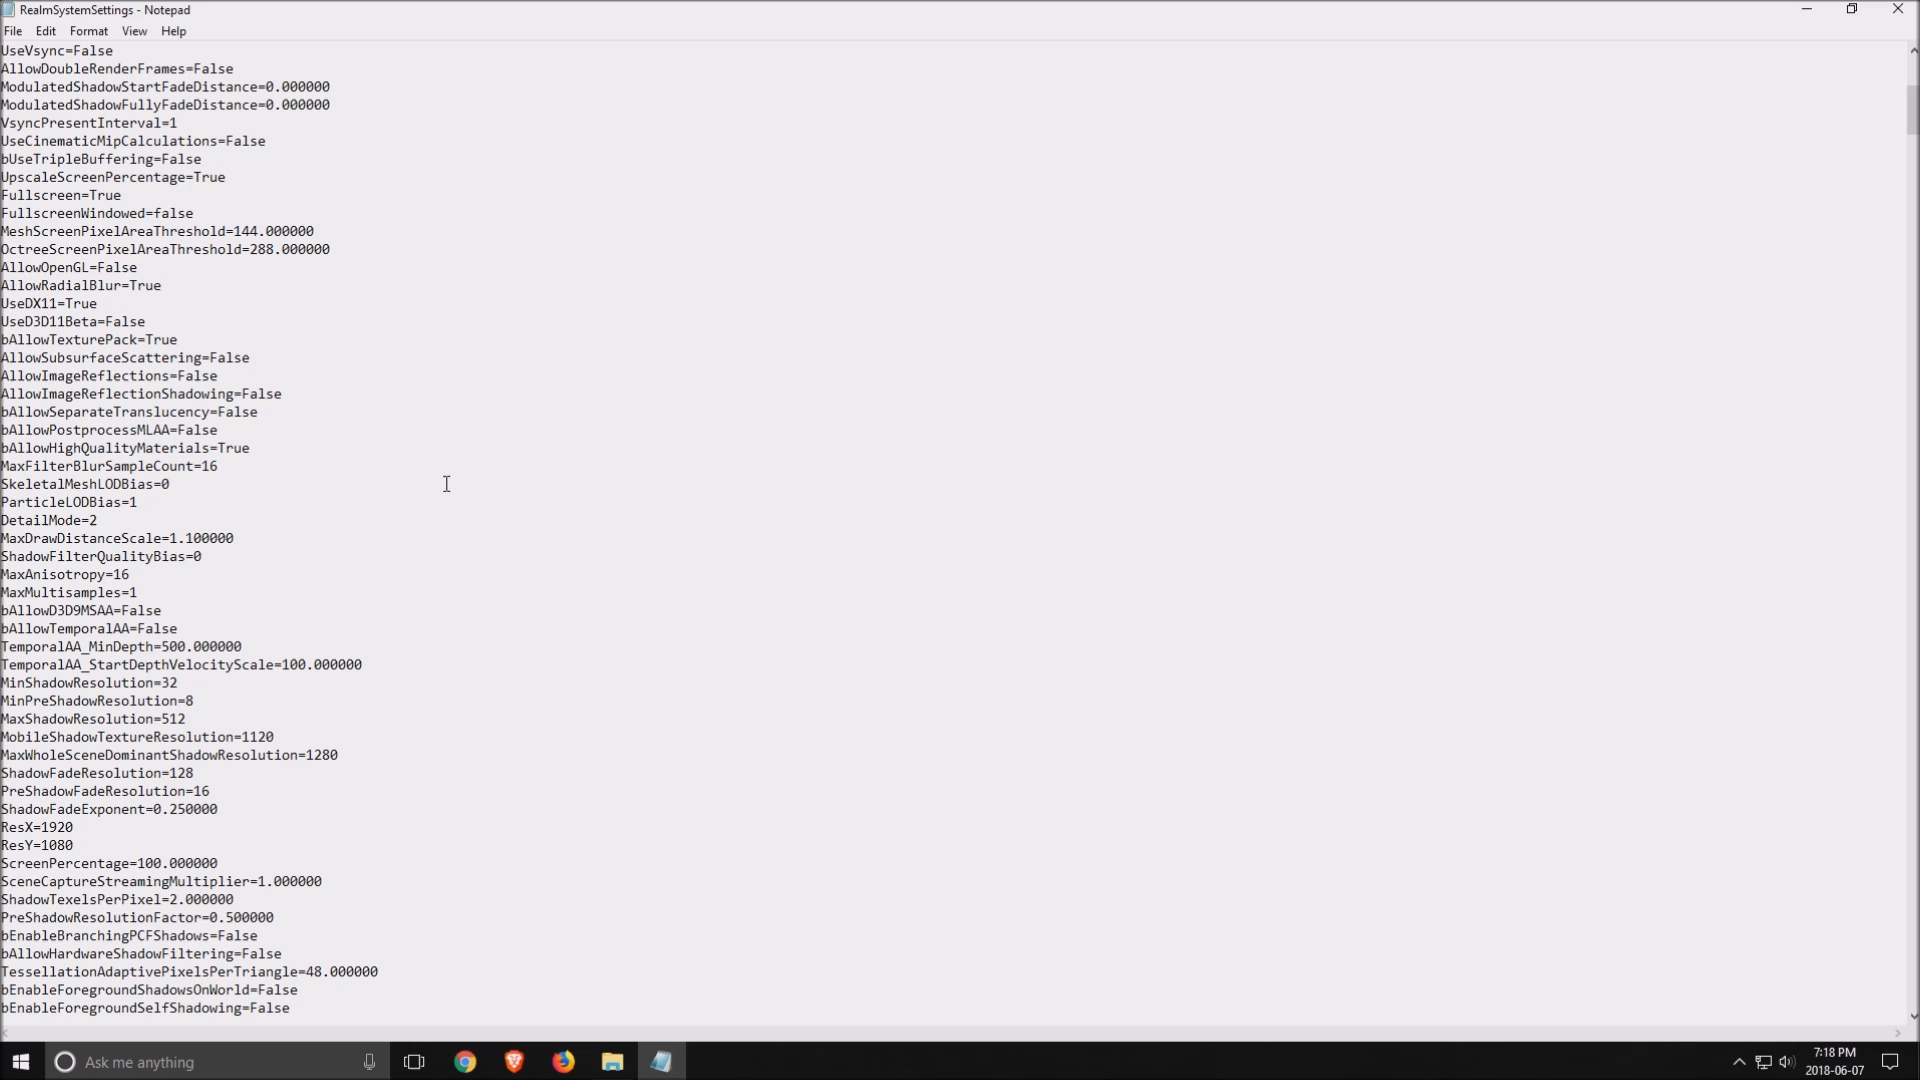 RealmSystemSettings - Notepad
File Edit Format View Help
UseVsync=False
AllowDoubleRenderFrames=False
ModulatedShadowStartFadeDistance=0.000000
ModulatedShadowFullyFadeDistance=0.000000
VsyncPresentInterval=1
UseCinematicMipCalculations=False
bUseTripleBuffering=False
UpscaleScreenPercentage=True
Fullscreen=True
FullscreenWindowed=false
MeshScreenPixelAreaThreshold=144.000000
OctreeScreenPixelAreaThreshold=288.000000
AllowOpenGL=False
AllowRadialBlur=True
UseDX11=True
UseD3D11Beta=False
bAllowTexturePack=True
AllowSubsurfaceScattering=False
AllowImageReflections=False
AllowImageReflectionShadowing=False
bAllowSeparateTranslucency=False
bAllowPostprocessMLAA=False
bAllowHighQualityMaterials=True
MaxFilterBlurSampleCount=16
SkeletalMeshLODBias=0
ParticleLODBias=1
DetailMode=2
MaxDrawDistanceScale=1.100000
ShadowFilterQualityBias=0
MaxAnisotropy=16
MaxMultisamples=1
bAllowD3D9MSAA=False
bAllowTemporalAA=False
TemporalAA_MinDepth=500.000000
TemporalAA_StartDepthVelocityScale=100.000000
MinShadowResolution=32
MinPreShadowResolution=8
MaxShadowResolution=512
MobileShadowTextureResolution=1120
MaxWholeSceneDominantShadowResolution=1280
ShadowFadeResolution=128
PreShadowFadeResolution=16
ShadowFadeExponent=0.250000
ResX=1920
ResY=1080
ScreenPercentage=100.000000
SceneCaptureStreamingMultiplier=1.000000
ShadowTexelsPerPixel=2.000000
PreShadowResolutionFactor=0.500000
bEnableBranchingPCFShadows=False
bAllowHardwareShadowFiltering=False
TessellationAdaptivePixelsPerTriangle=48.000000
bEnableForegroundShadowsOnWorld=False
bEnableForegroundSelfShadowing=False
Ask me anything
7:18 PM
2018-06-07